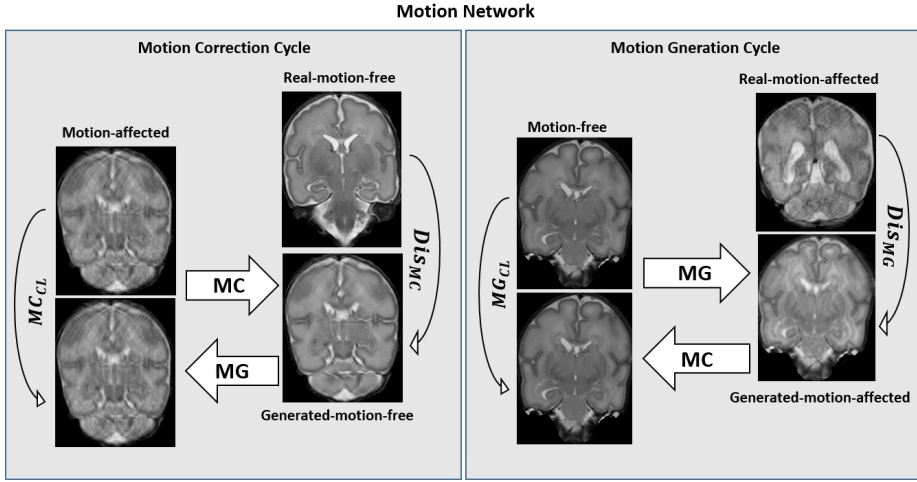 Motion Network
Motion Correction Cycle
Real-motion-free
Motion-affected
MC_CL
MC
Dis_MC
MG
Generated-motion-free
Motion Gneration Cycle
Real-motion-affected
Motion-free
MG_CL
MG
Dis_MG
MC
Generated-motion-affected